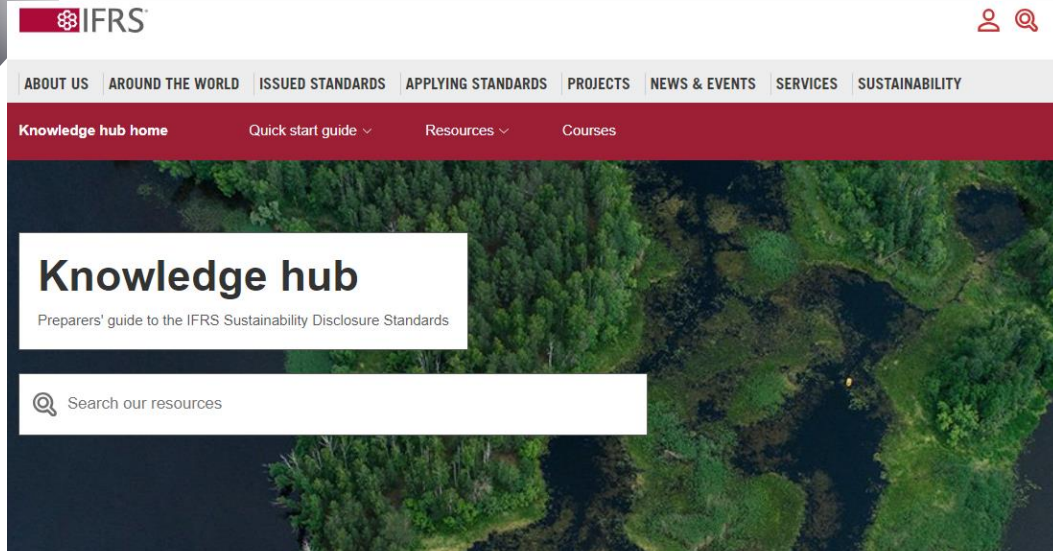 IFRS
ABOUT US AROUND THE WORLD ISSUED STANDARDS APPLYING STANDARDS PROJECTS NEWS & EVENTS SERVICES SUSTAINABILITY
Knowledge hub home Quick start guide Resources Courses
Knowledge hub
Preparers' guide to the IFRS Sustainability Disclosure Standards
Search our resources